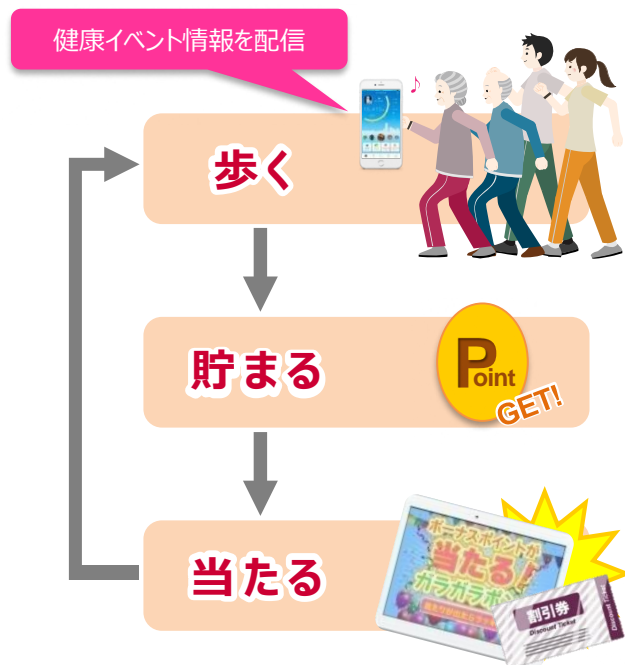 健康イベント情報を配信
♪
歩く
貯まる
Point
GET!
ボーナスポイントが
当たる!
ガラガラポン
割引券
Discount Ticket
Discount Ticket
当たる